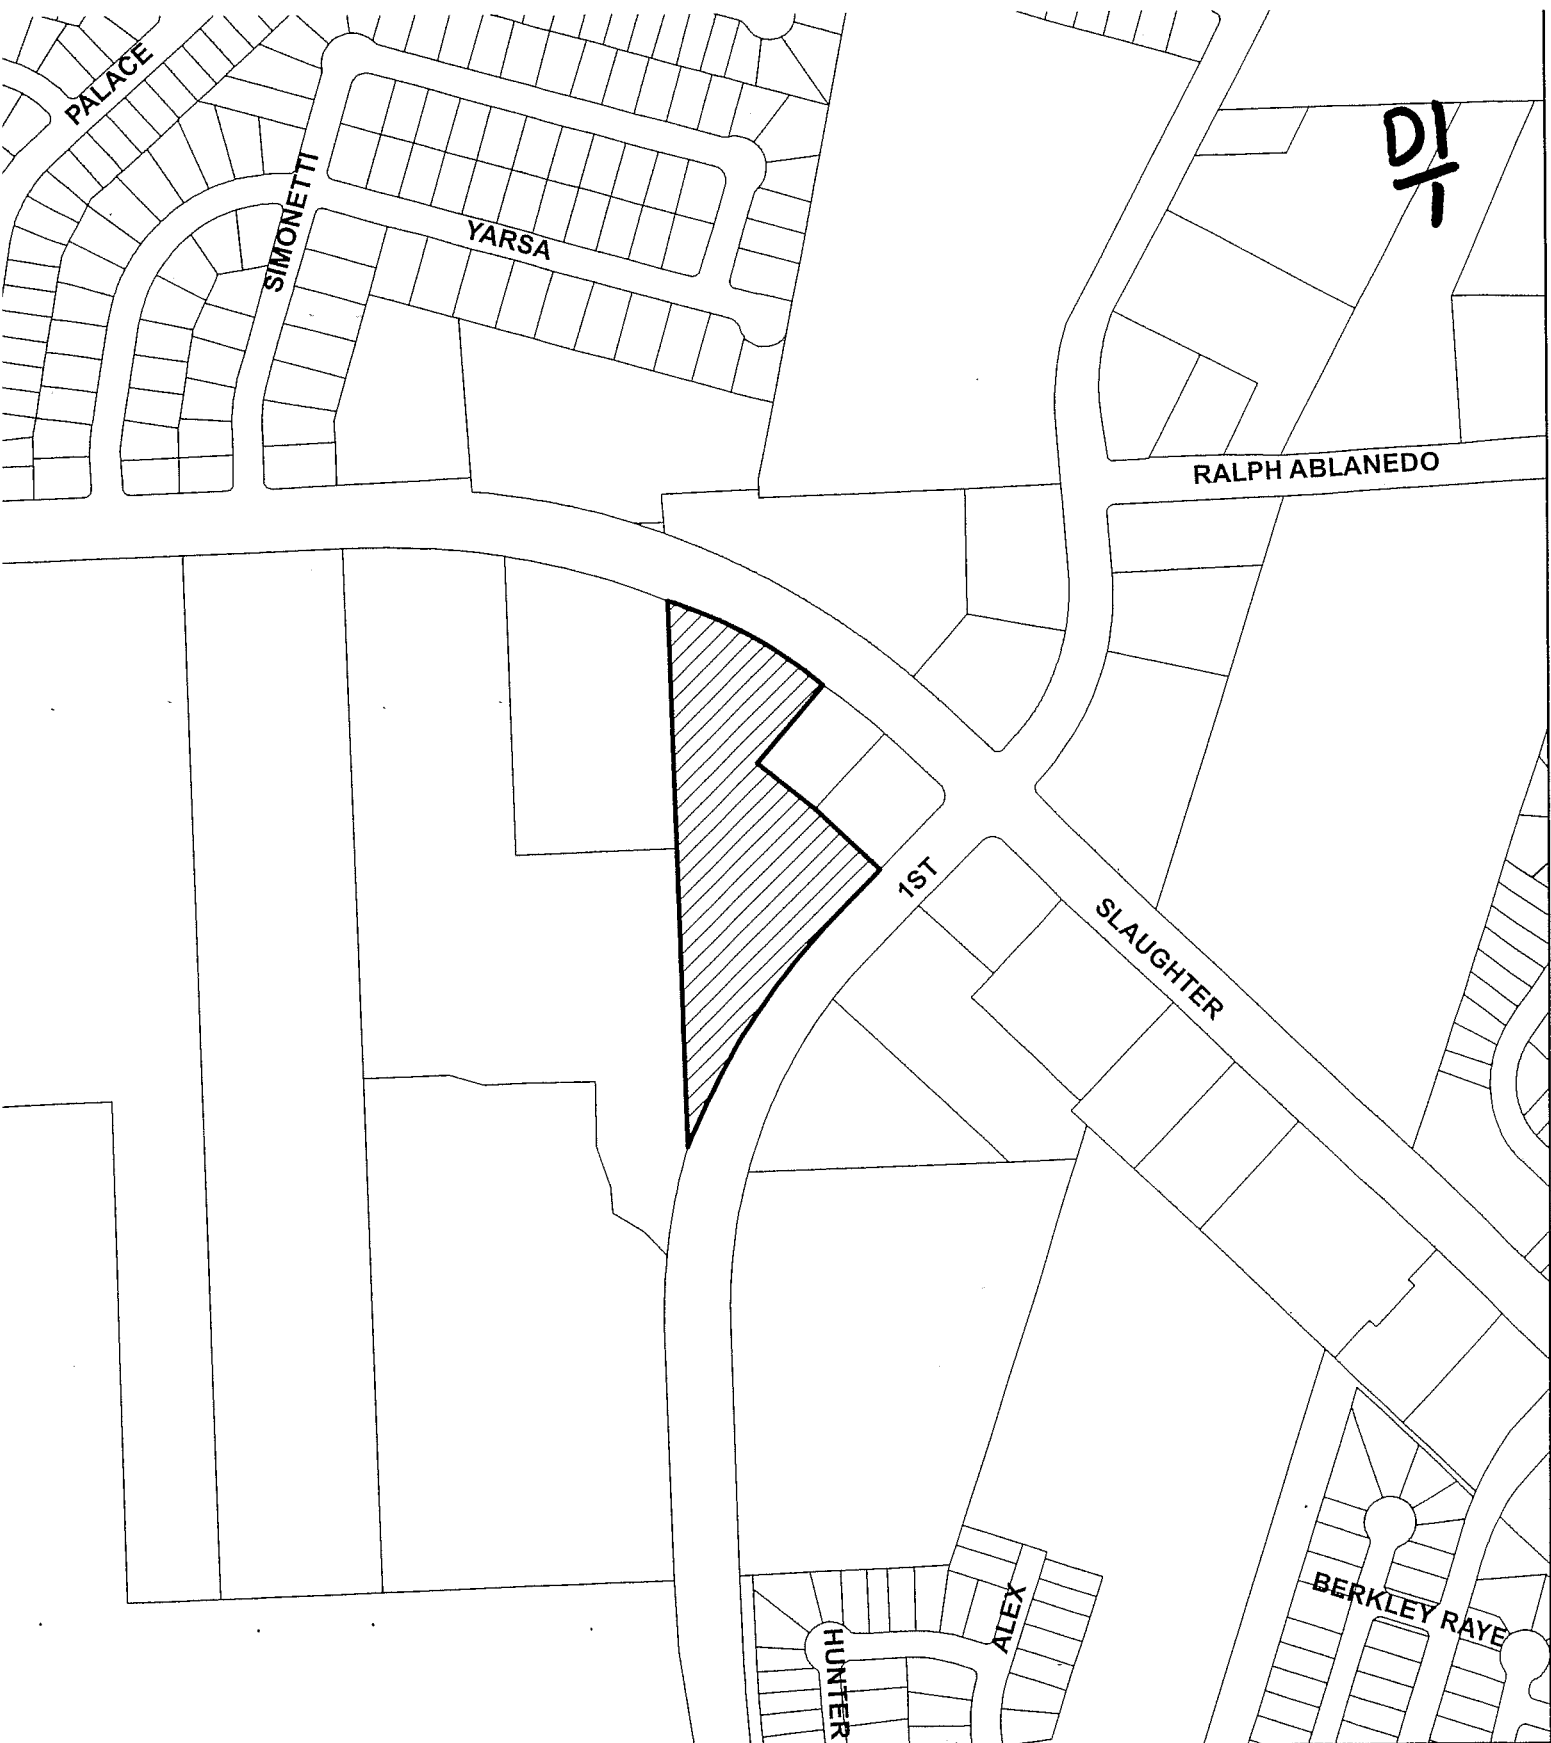 PALACE
D1/1
SIMONETTI
YARSA
RALPH ABLANEDO
1ST
SLAUGHTER
BERKLEY RAYE
ALEX
HUNTER